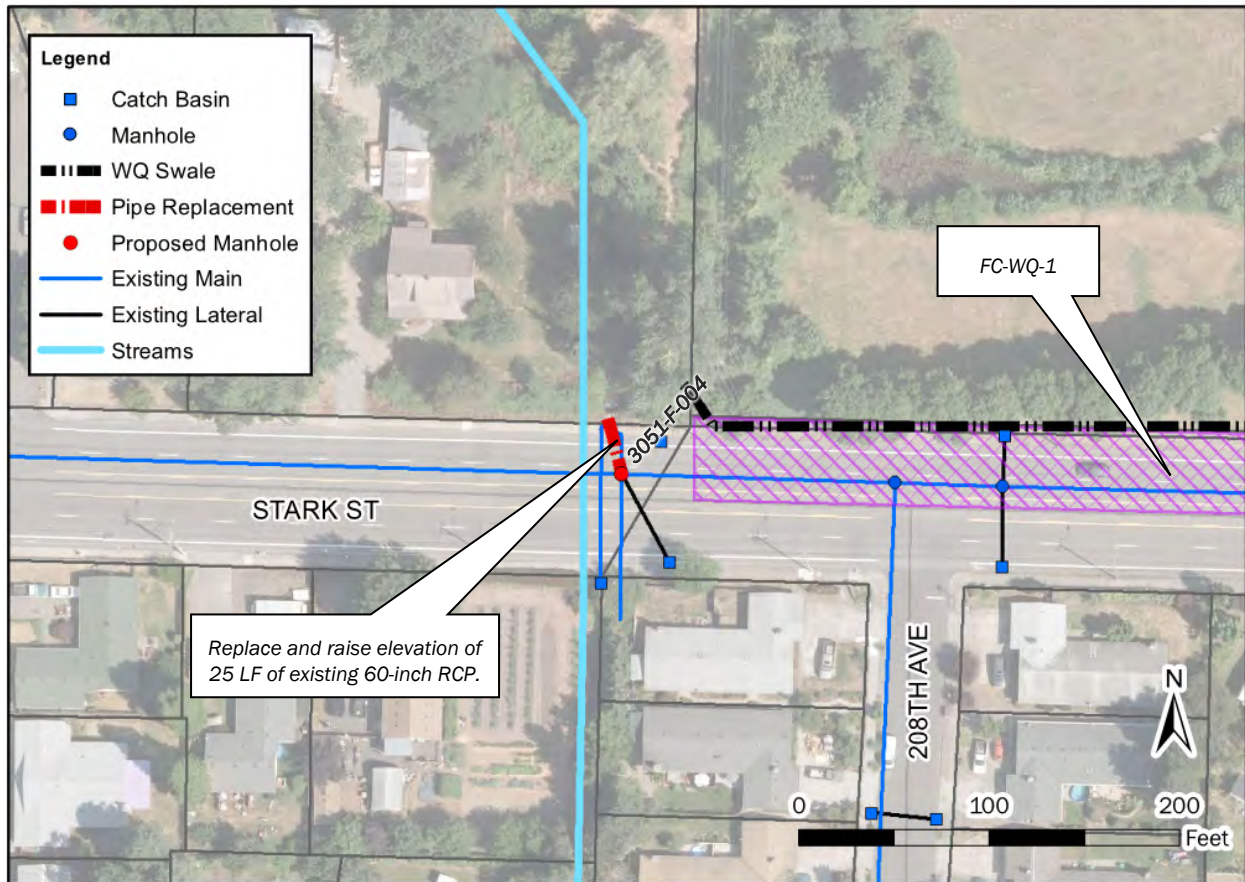 Legend
Catch Basin
Manhole
WQ Swale
Pipe Replacement
Proposed Manhole
Existing Main
Existing Lateral
Streams
FC-WQ-1
3051-F-004
STARK ST
Replace and raise elevation of
25 LF of existing 60-inch RCP.
208TH AVE
N
0 100 200
Feet